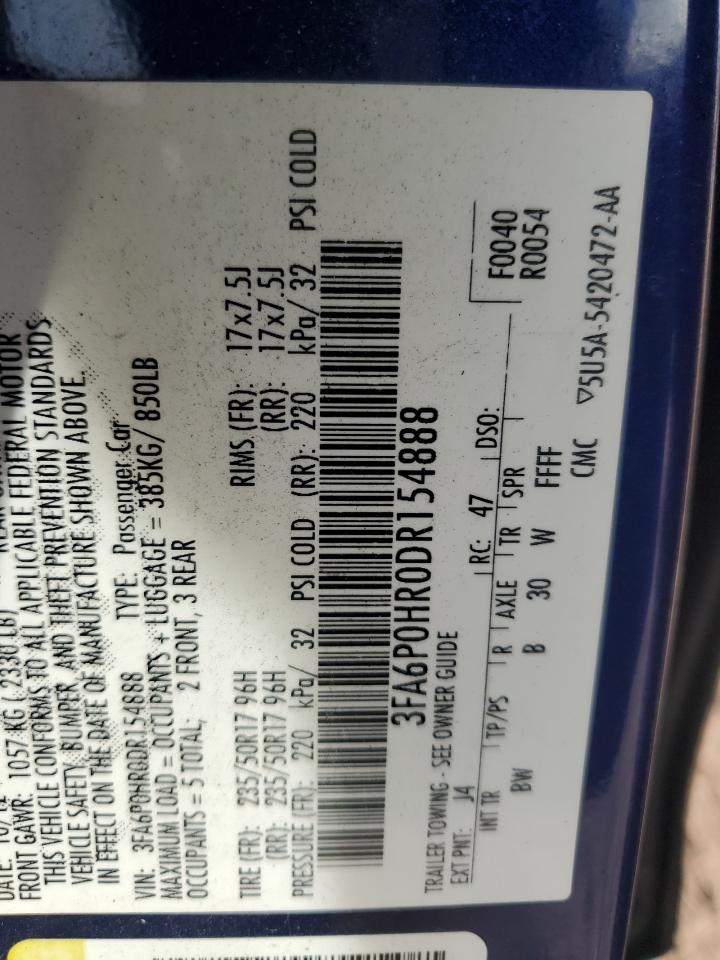 DATE: 10/12
FRONT GAWR: 1057 KG ( 2330 LB)
THIS VEHICLE CONFORMS TO ALL APPLICABLE FEDERAL MOTOR
VEHICLE SAFETY, BUMPER, AND THEFT PREVENTION STANDARDS
IN EFFECT ON THE DATE OF MANUFACTURE SHOWN ABOVE.
VIN: 3FA6P0HR0DR154888 TYPE: Passenger Car
MAXIMUM LOAD = OCCUPANTS + LUGGAGE = 385KG/ 850LB
OCCUPANTS = 5 TOTAL; 2 FRONT, 3 REAR
TIRE (FR): 235/50R17 96H RIMS (FR): 17x7.5J
(RR): 235/50R17 96H (RR): 17x7.5J
PRESSURE (FR): 220 kPa/ 32 PSI COLD (RR): 220 kPa/ 32 PSI COLD
3FA6P0HR0DR154888
TRAILER TOWING - SEE OWNER GUIDE
EXT PNT: J4 RC: 47 DSO: F0040
R0054
INT TR TP/PS R AXLE TR SPR
BW B 30 W FFFF
CMC ▽5U5A-5420472-AA